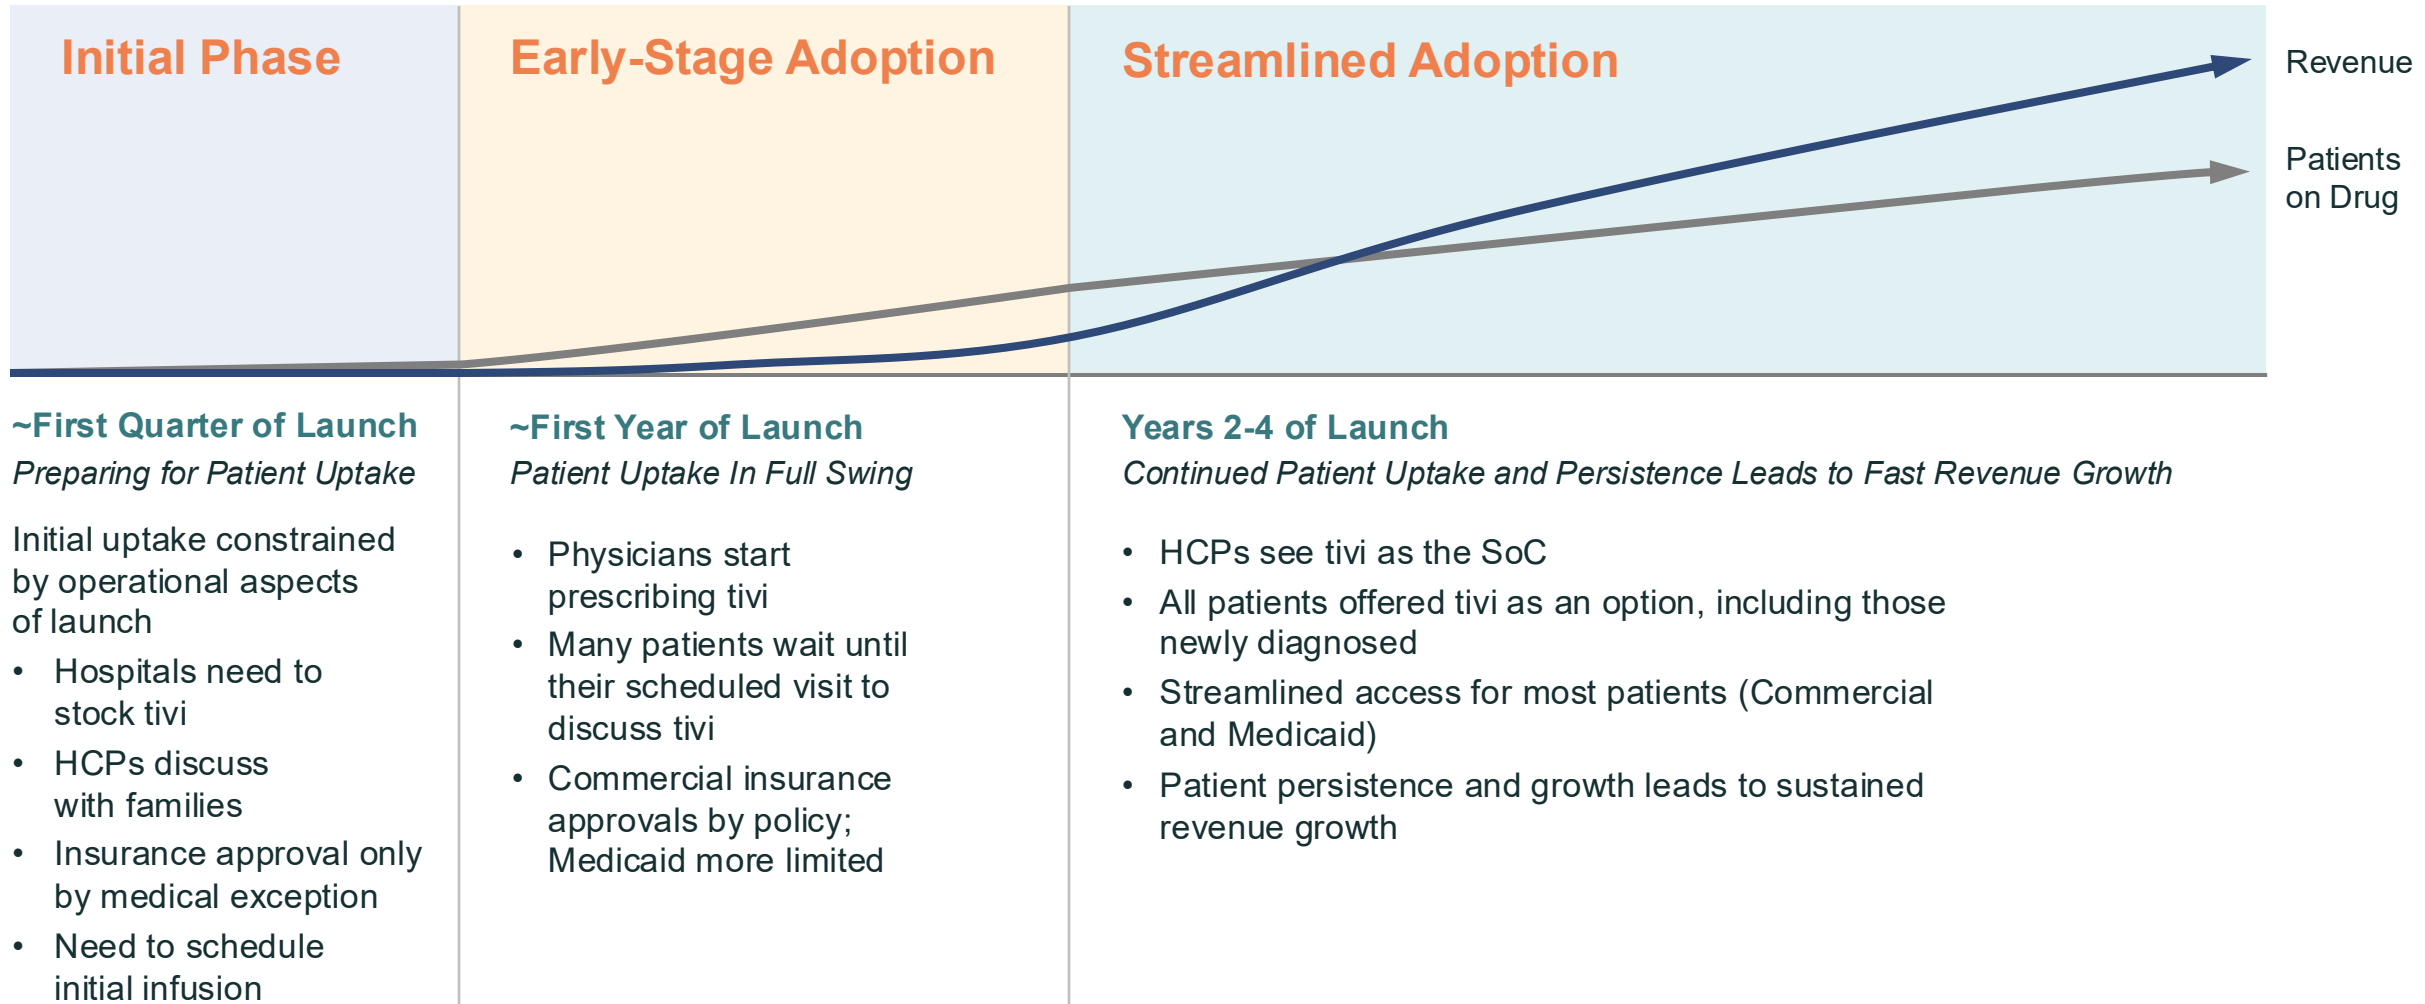 Initial Phase
Early-Stage Adoption
Streamlined Adoption
Revenue
Patients
on Drug
~First Quarter of Launch
Preparing for Patient Uptake
Initial uptake constrained
by operational aspects
of launch
• Hospitals need to
stock tivi
• HCPs discuss
with families
• Insurance approval only
by medical exception
• Need to schedule
initial infusion
~First Year of Launch
Patient Uptake In Full Swing
• Physicians start
prescribing tivi
• Many patients wait until
their scheduled visit to
discuss tivi
• Commercial insurance
approvals by policy;
Medicaid more limited
Years 2-4 of Launch
Continued Patient Uptake and Persistence Leads to Fast Revenue Growth
• HCPs see tivi as the SoC
• All patients offered tivi as an option, including those
newly diagnosed
• Streamlined access for most patients (Commercial
and Medicaid)
• Patient persistence and growth leads to sustained
revenue growth